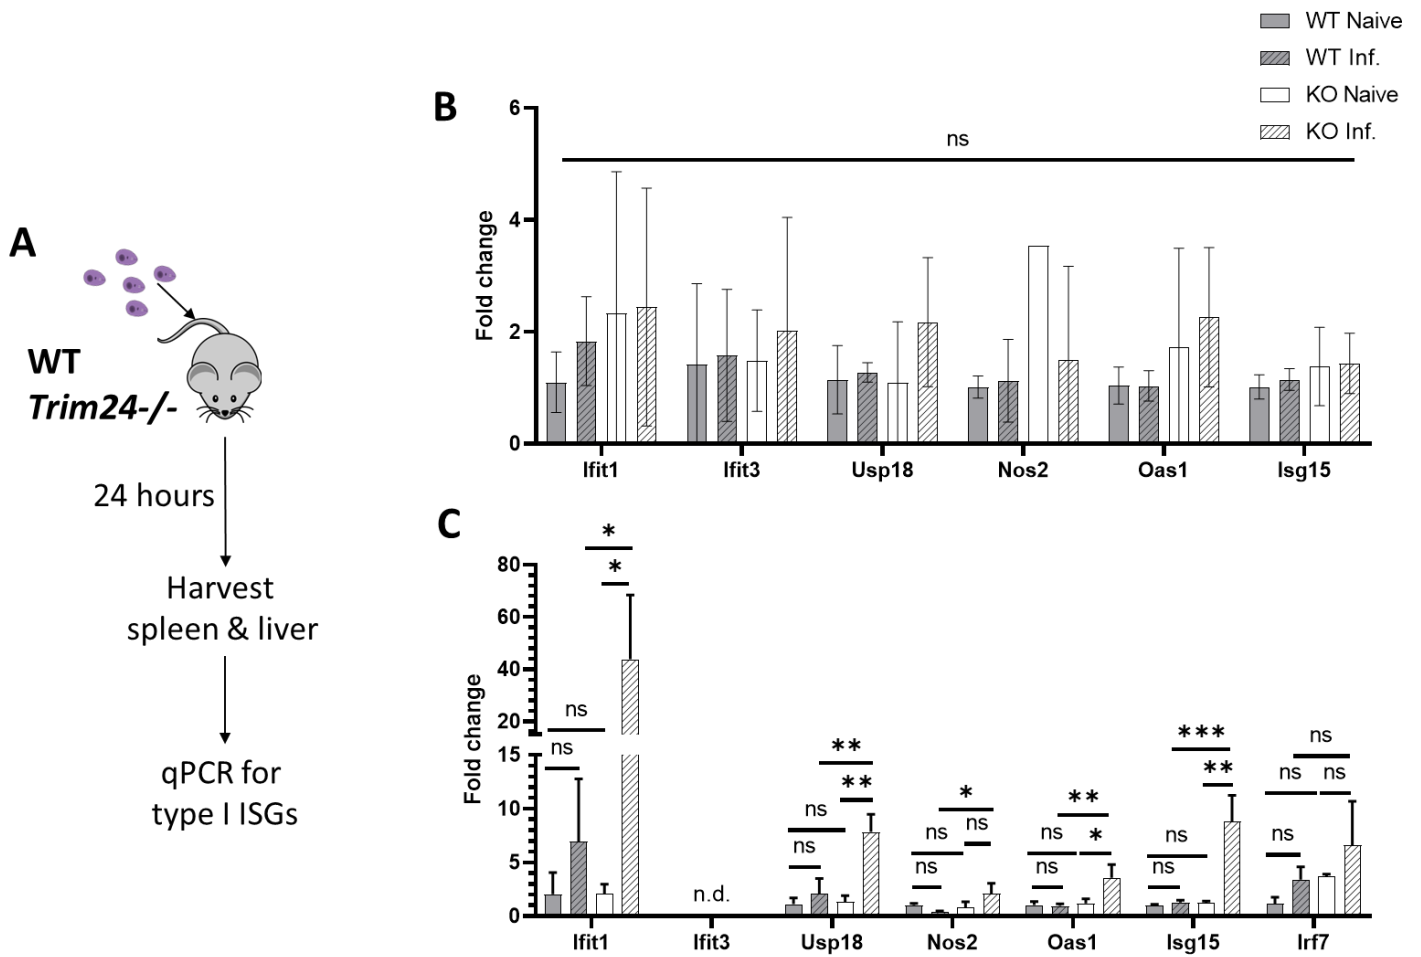 WT Naive
WT Inf.
KO Naive
KO Inf.
A
WT
Trim24-/-
24 hours
Harvest
spleen & liver
qPCR for
type I ISGs
B
Fold change
6
4
2
0
ns
Ifit1 Ifit3 Usp18 Nos2 Oas1 Isg15
C
Fold change
80
60
40
20
15
10
5
0
*
*
ns
ns
n.d.
**
**
ns
ns
*
ns
ns
ns
**
*
ns
ns
***
**
ns
ns
ns
ns
ns
ns
Ifit1 Ifit3 Usp18 Nos2 Oas1 Isg15 Irf7